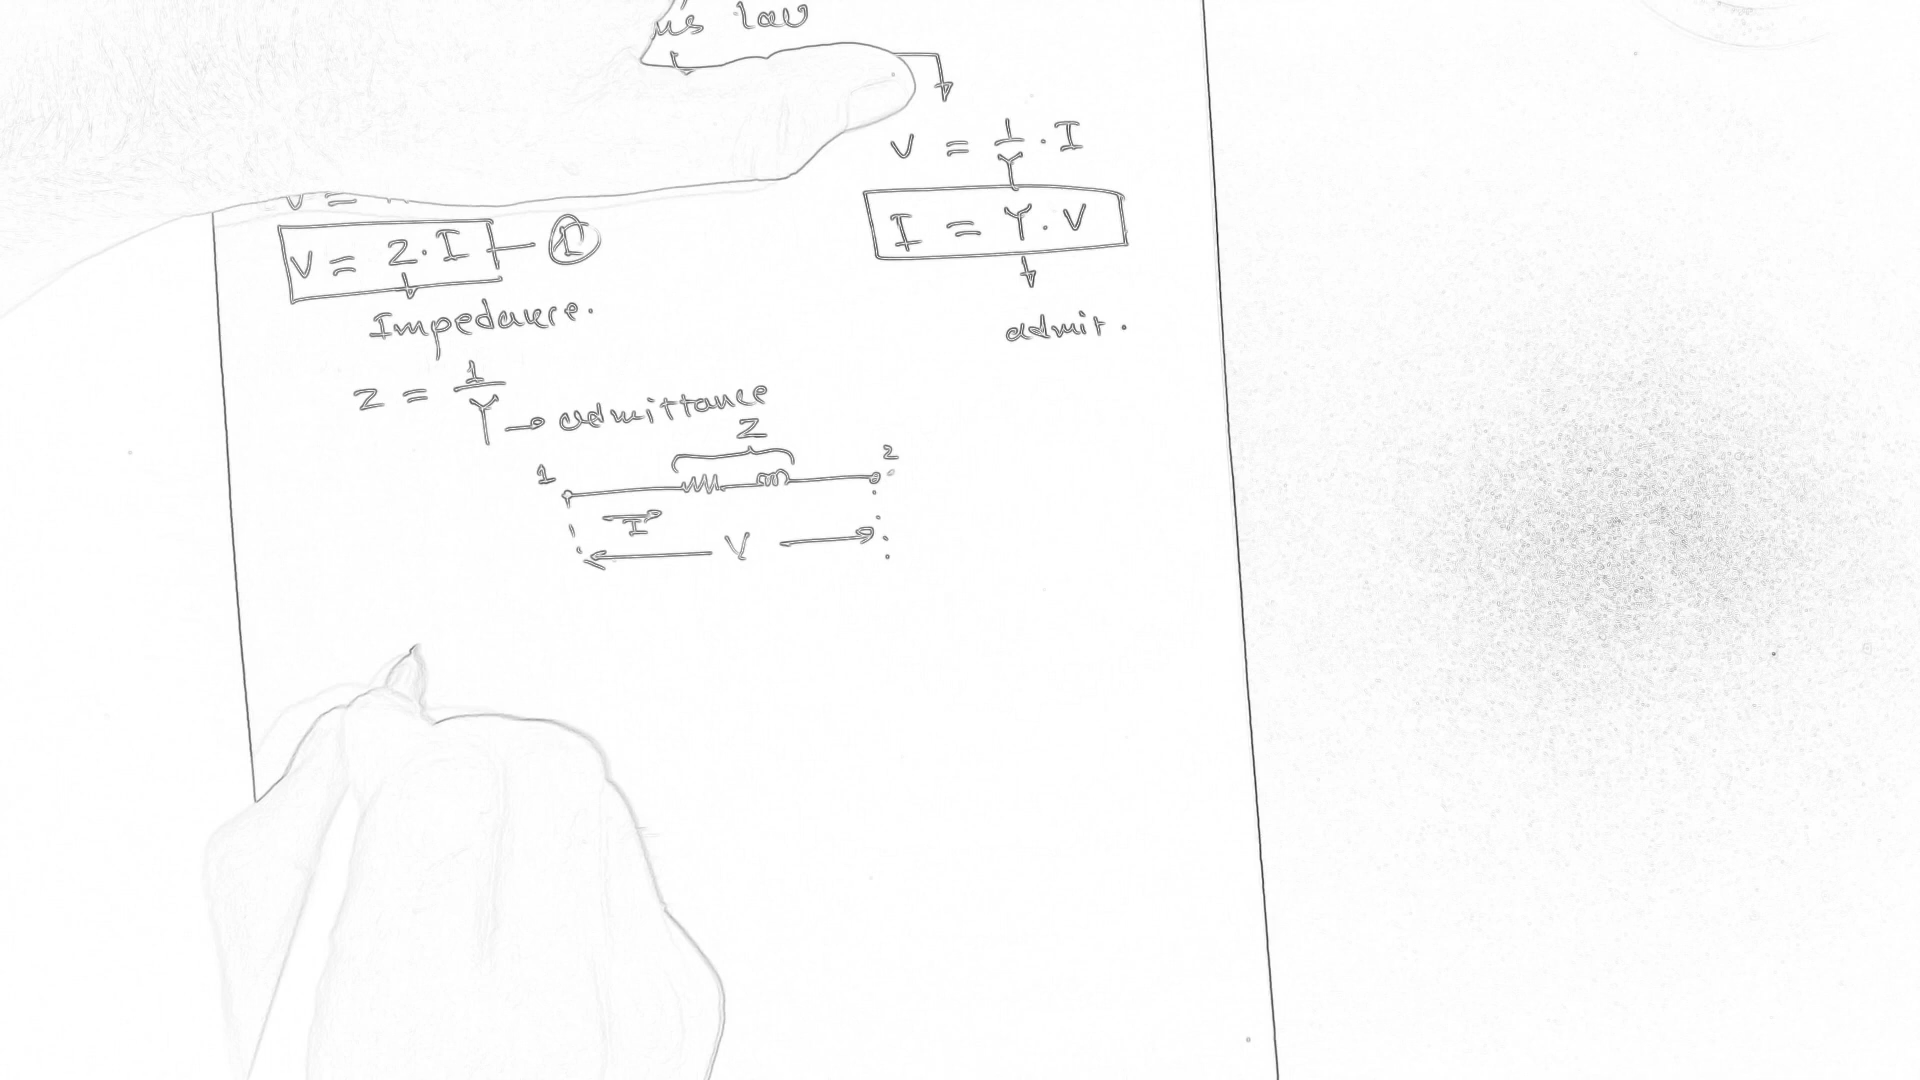 law
V = 1/Y . I
V =
V = Z . I — I
I = Y . V
Impedance.
admit.
Z = 1/Y → admittance
Z
1
2
I
V